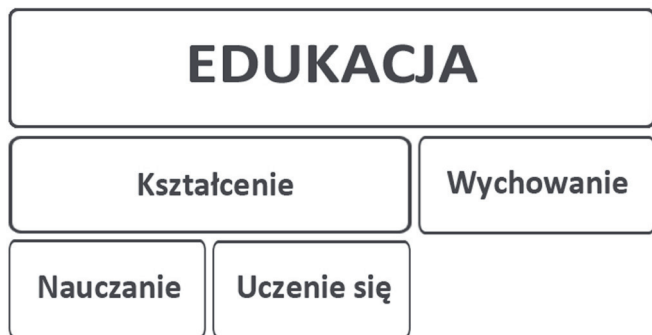 EDUKACJA
Kształcenie
Wychowanie
Nauczanie
Uczenie się